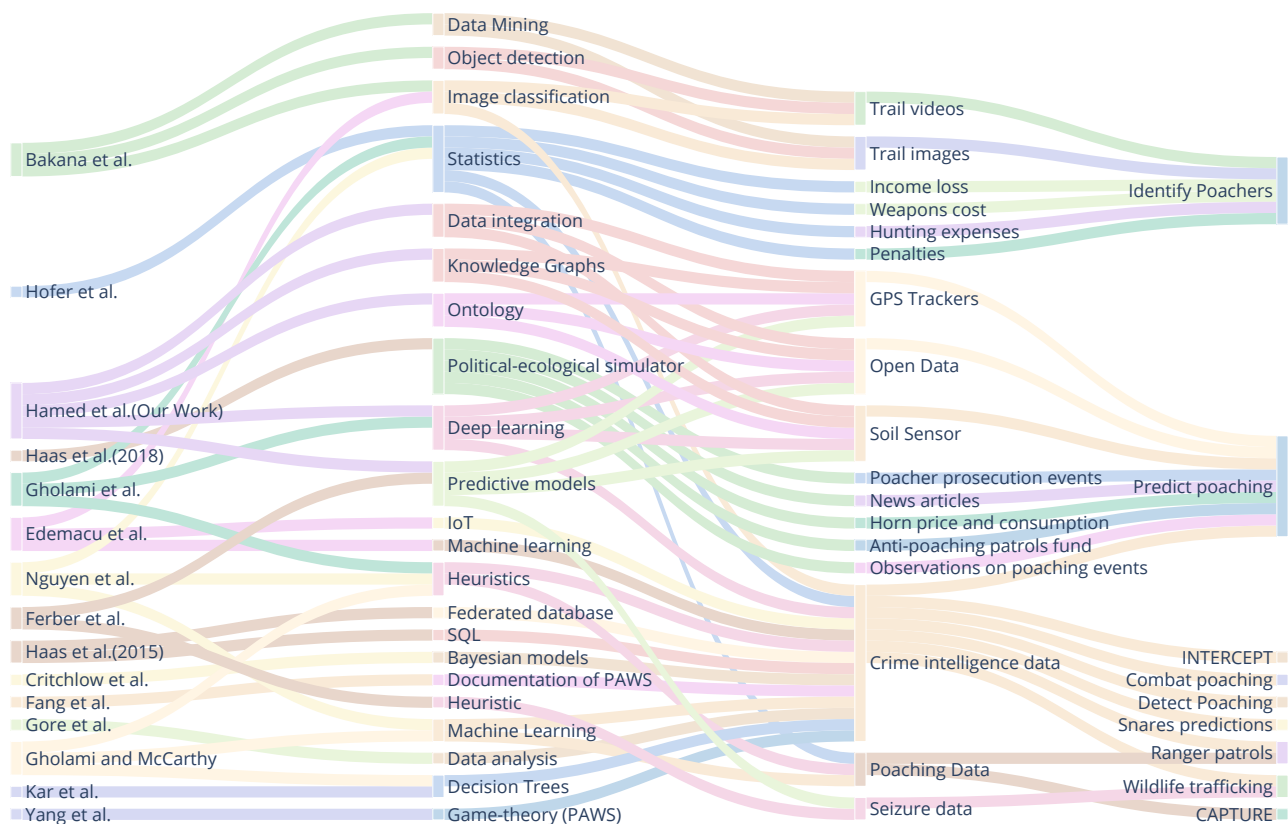 Bakana et al.
Hofer et al.
Hamed et al.(Our Work)
Haas et al.(2018)
Gholami et al.
Edemacu et al.
Nguyen et al.
Ferber et al.
Haas et al.(2015)
Critchlow et al.
Fang et al.
Gore et al.
Gholami and McCarthy
Kar et al.
Yang et al.
Data Mining
Object detection
Image classification
Statistics
Data integration
Knowledge Graphs
Ontology
Political-ecological simulator
Deep learning
Predictive models
IoT
Machine learning
Heuristics
Federated database
SQL
Bayesian models
Documentation of PAWS
Heuristic
Machine Learning
Data analysis
Decision Trees
Game-theory (PAWS)
Trail videos
Trail images
Income loss
Weapons cost
Hunting expenses
Penalties
GPS Trackers
Open Data
Soil Sensor
Poacher prosecution events
News articles
Horn price and consumption
Anti-poaching patrols fund
Observations on poaching events
Crime intelligence data
Poaching Data
Seizure data
Identify Poachers
Predict poaching
INTERCEPT
Combat poaching
Detect Poaching
Snares predictions
Ranger patrols
Wildlife trafficking
CAPTURE